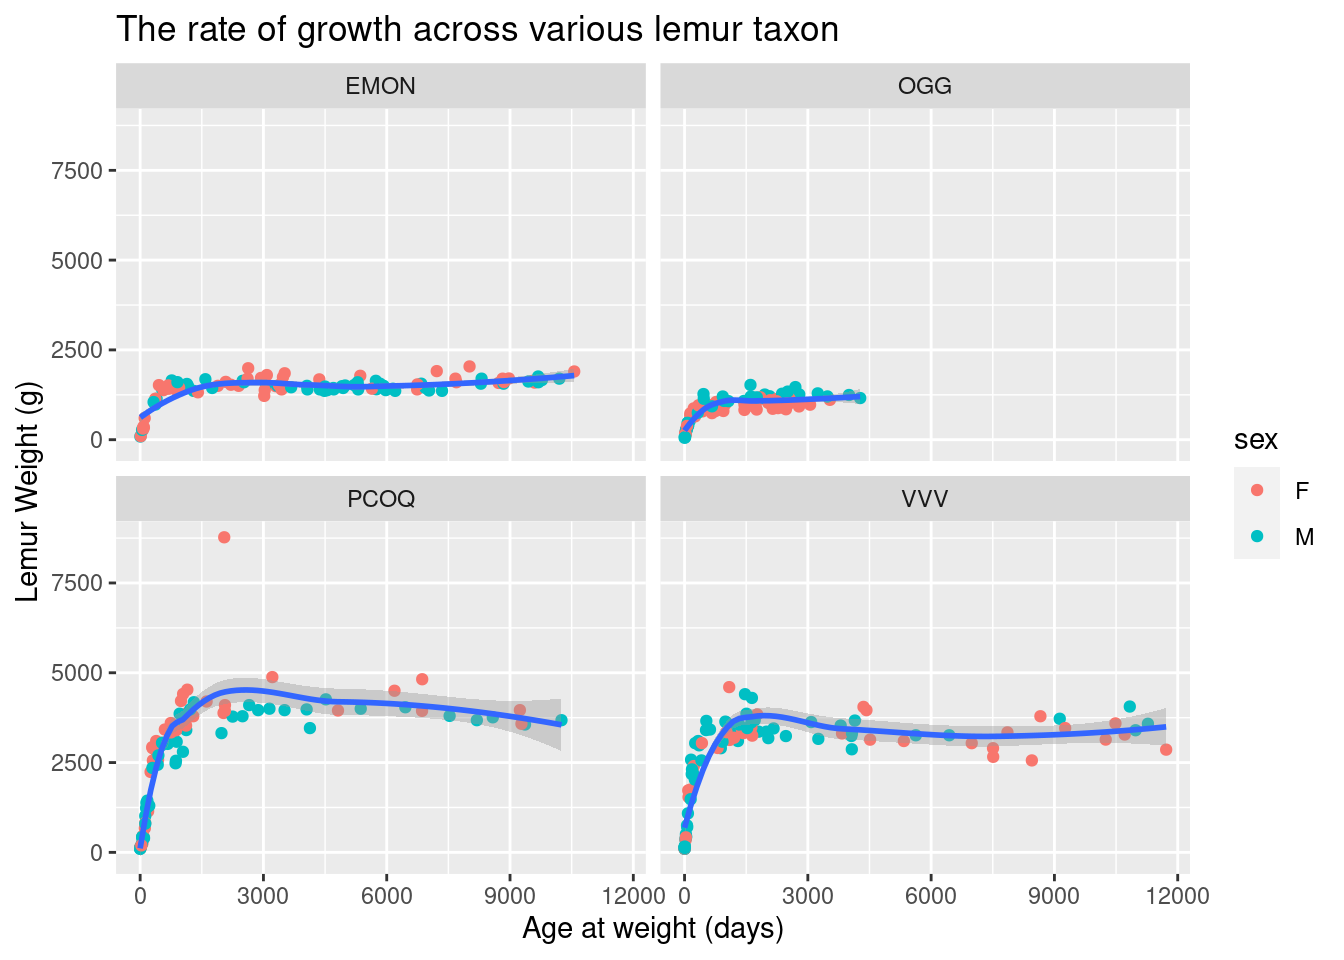 The rate of growth across various lemur taxon
EMON
OGG
7500
5000
2500
0
PCOQ
VVV
7500
5000
2500
0
0 3000 6000 9000 12000
0 3000 6000 9000 12000
Age at weight (days)
Lemur Weight (g)
sex
F
M